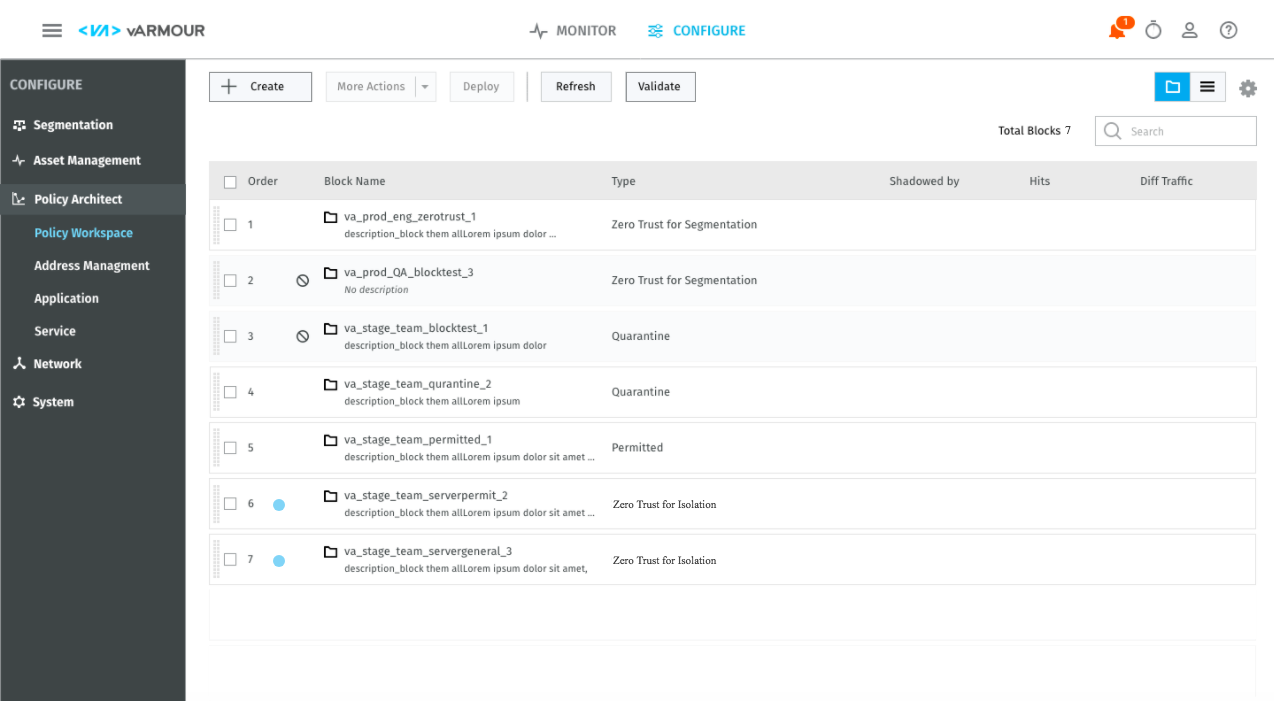 <VA> vARMOUR
MONITOR
CONFIGURE
1
CONFIGURE
Segmentation
Asset Management
Policy Architect
Policy Workspace
Address Managment
Application
Service
Network
System
Create
More Actions
Deploy
Refresh
Validate
Total Blocks 7
Search
Order Block Name Type Shadowed by Hits Diff Traffic
1 va_prod_eng_zerotrust_1 Zero Trust for Segmentation
description_block them allLorem ipsum dolor ...
2 va_prod_QA_blocktest_3 Zero Trust for Segmentation
No description
3 va_stage_team_blocktest_1 Quarantine
description_block them allLorem ipsum dolor
4 va_stage_team_qurantine_2 Quarantine
description_block them allLorem ipsum
5 va_stage_team_permitted_1 Permitted
description_block them allLorem ipsum dolor sit amet ...
6 va_stage_team_serverpermit_2 Zero Trust for Isolation
description_block them allLorem ipsum dolor sit amet ...
7 va_stage_team_servergeneral_3 Zero Trust for Isolation
description_block them allLorem ipsum dolor sit amet,